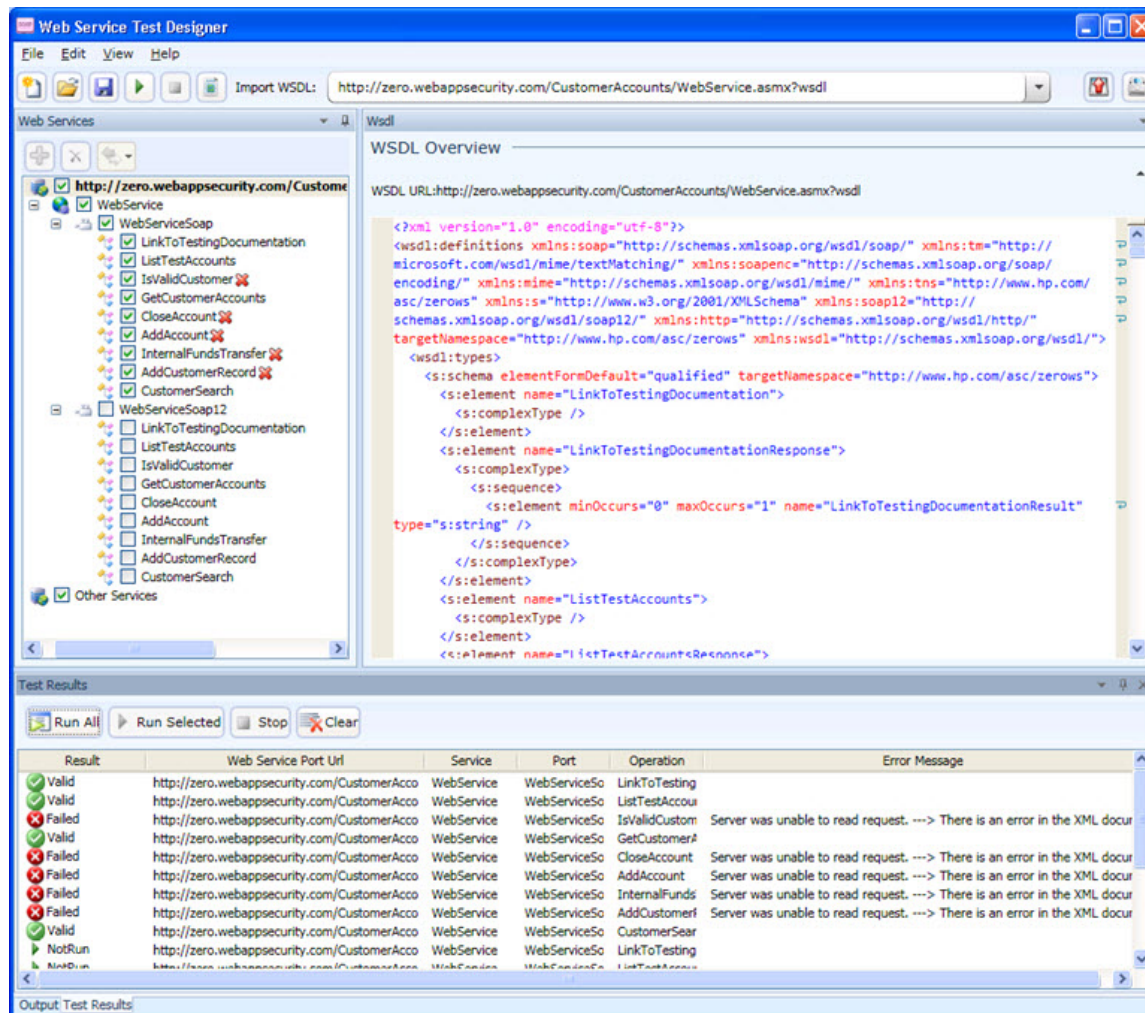 Web Service Test Designer
File Edit View Help
Import WSDL: http://zero.webappsecurity.com/CustomerAccounts/WebService.asmx?wsdl
Web Services
http://zero.webappsecurity.com/Custome
WebService
WebServiceSoap
LinkToTestingDocumentation
ListTestAccounts
IsValidCustomer
GetCustomerAccounts
CloseAccount
AddAccount
InternalFundsTransfer
AddCustomerRecord
CustomerSearch
WebServiceSoap12
LinkToTestingDocumentation
ListTestAccounts
IsValidCustomer
GetCustomerAccounts
CloseAccount
AddAccount
InternalFundsTransfer
AddCustomerRecord
CustomerSearch
Other Services
Wsdl
WSDL Overview
WSDL URL:http://zero.webappsecurity.com/CustomerAccounts/WebService.asmx?wsdl
<?xml version="1.0" encoding="utf-8"?>
<wsdl:definitions xmlns:soap="http://schemas.xmlsoap.org/wsdl/soap/" xmlns:tm="http://
microsoft.com/wsdl/mime/textMatching/" xmlns:soapenc="http://schemas.xmlsoap.org/soap/
encoding/" xmlns:mime="http://schemas.xmlsoap.org/wsdl/mime/" xmlns:tns="http://www.hp.com/
asc/zerows" xmlns:s="http://www.w3.org/2001/XMLSchema" xmlns:soap12="http://
schemas.xmlsoap.org/wsdl/soap12/" xmlns:http="http://schemas.xmlsoap.org/wsdl/http/"
targetNamespace="http://www.hp.com/asc/zerows" xmlns:wsdl="http://schemas.xmlsoap.org/wsdl/">
<wsdl:types>
<s:schema elementFormDefault="qualified" targetNamespace="http://www.hp.com/asc/zerows">
<s:element name="LinkToTestingDocumentation">
<s:complexType />
</s:element>
<s:element name="LinkToTestingDocumentationResponse">
<s:complexType>
<s:sequence>
<s:element minOccurs="0" maxOccurs="1" name="LinkToTestingDocumentationResult"
type="s:string" />
</s:sequence>
</s:complexType>
</s:element>
<s:element name="ListTestAccounts">
<s:complexType />
</s:element>
<s:element name="ListTestAccountsResponse">
Test Results
Run All Run Selected Stop Clear
Result Web Service Port Url Service Port Operation Error Message
Valid http://zero.webappsecurity.com/CustomerAcco WebService WebServiceSo LinkToTesting
Valid http://zero.webappsecurity.com/CustomerAcco WebService WebServiceSo ListTestAccou
Failed http://zero.webappsecurity.com/CustomerAcco WebService WebServiceSo IsValidCustom Server was unable to read request. ---> There is an error in the XML docur
Valid http://zero.webappsecurity.com/CustomerAcco WebService WebServiceSo GetCustomerA
Failed http://zero.webappsecurity.com/CustomerAcco WebService WebServiceSo CloseAccount Server was unable to read request. ---> There is an error in the XML docur
Failed http://zero.webappsecurity.com/CustomerAcco WebService WebServiceSo AddAccount Server was unable to read request. ---> There is an error in the XML docur
Failed http://zero.webappsecurity.com/CustomerAcco WebService WebServiceSo InternalFunds Server was unable to read request. ---> There is an error in the XML docur
Failed http://zero.webappsecurity.com/CustomerAcco WebService WebServiceSo AddCustomerR Server was unable to read request. ---> There is an error in the XML docur
Valid http://zero.webappsecurity.com/CustomerAcco WebService WebServiceSo CustomerSear
NotRun http://zero.webappsecurity.com/CustomerAcco WebService WebServiceSo LinkToTesting
NotRun http://zero.webappsecurity.com/CustomerAcco WebService WebServiceSo ListTestAccou
Output Test Results